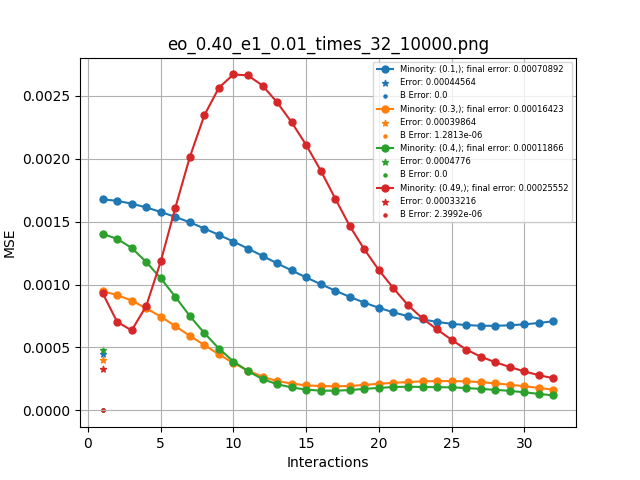 eo_0.40_e1_0.01_times_32_10000.png
Minority: (0.1,); final error: 0.00070892
Error: 0.00044564
B Error: 0.0
Minority: (0.3,); final error: 0.00016423
Error: 0.00039864
B Error: 1.2813e-06
Minority: (0.4,); final error: 0.00011866
Error: 0.0004776
B Error: 0.0
Minority: (0.49,); final error: 0.00025552
Error: 0.00033216
B Error: 2.3992e-06
MSE
0.0025
0.0020
0.0015
0.0010
0.0005
0.0000
0 5 10 15 20 25 30
Interactions